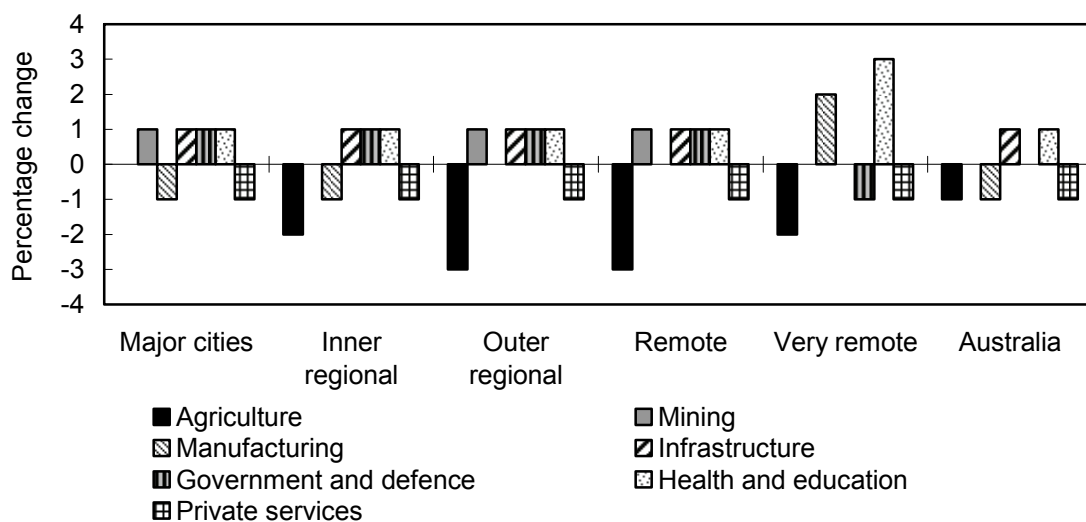 Percentage change
4
3
2
1
0
-1
-2
-3
-4
Major cities
Inner
regional
Outer
regional
Remote
Very remote
Australia
Agriculture
Mining
Manufacturing
Infrastructure
Government and defence
Health and education
Private services